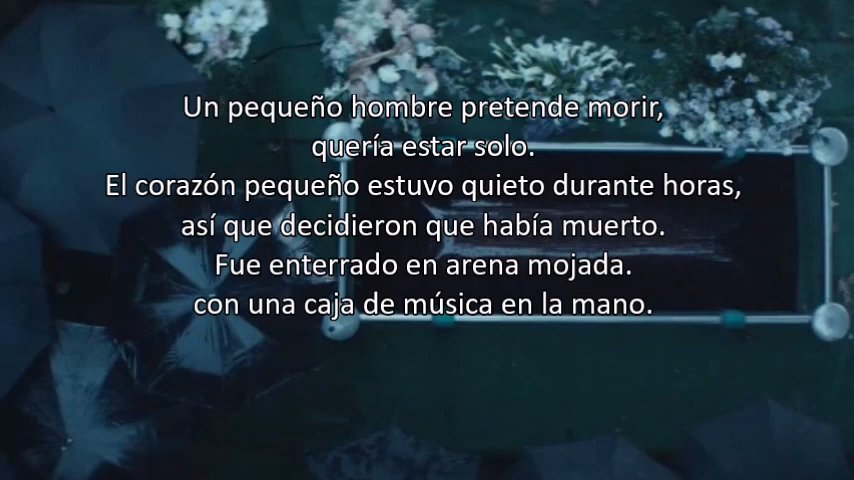 Un pequeño hombre pretende morir,
quería estar solo.
El corazón pequeño estuvo quieto durante horas,
así que decidieron que había muerto.
Fue enterrado en arena mojada.
con una caja de música en la mano.